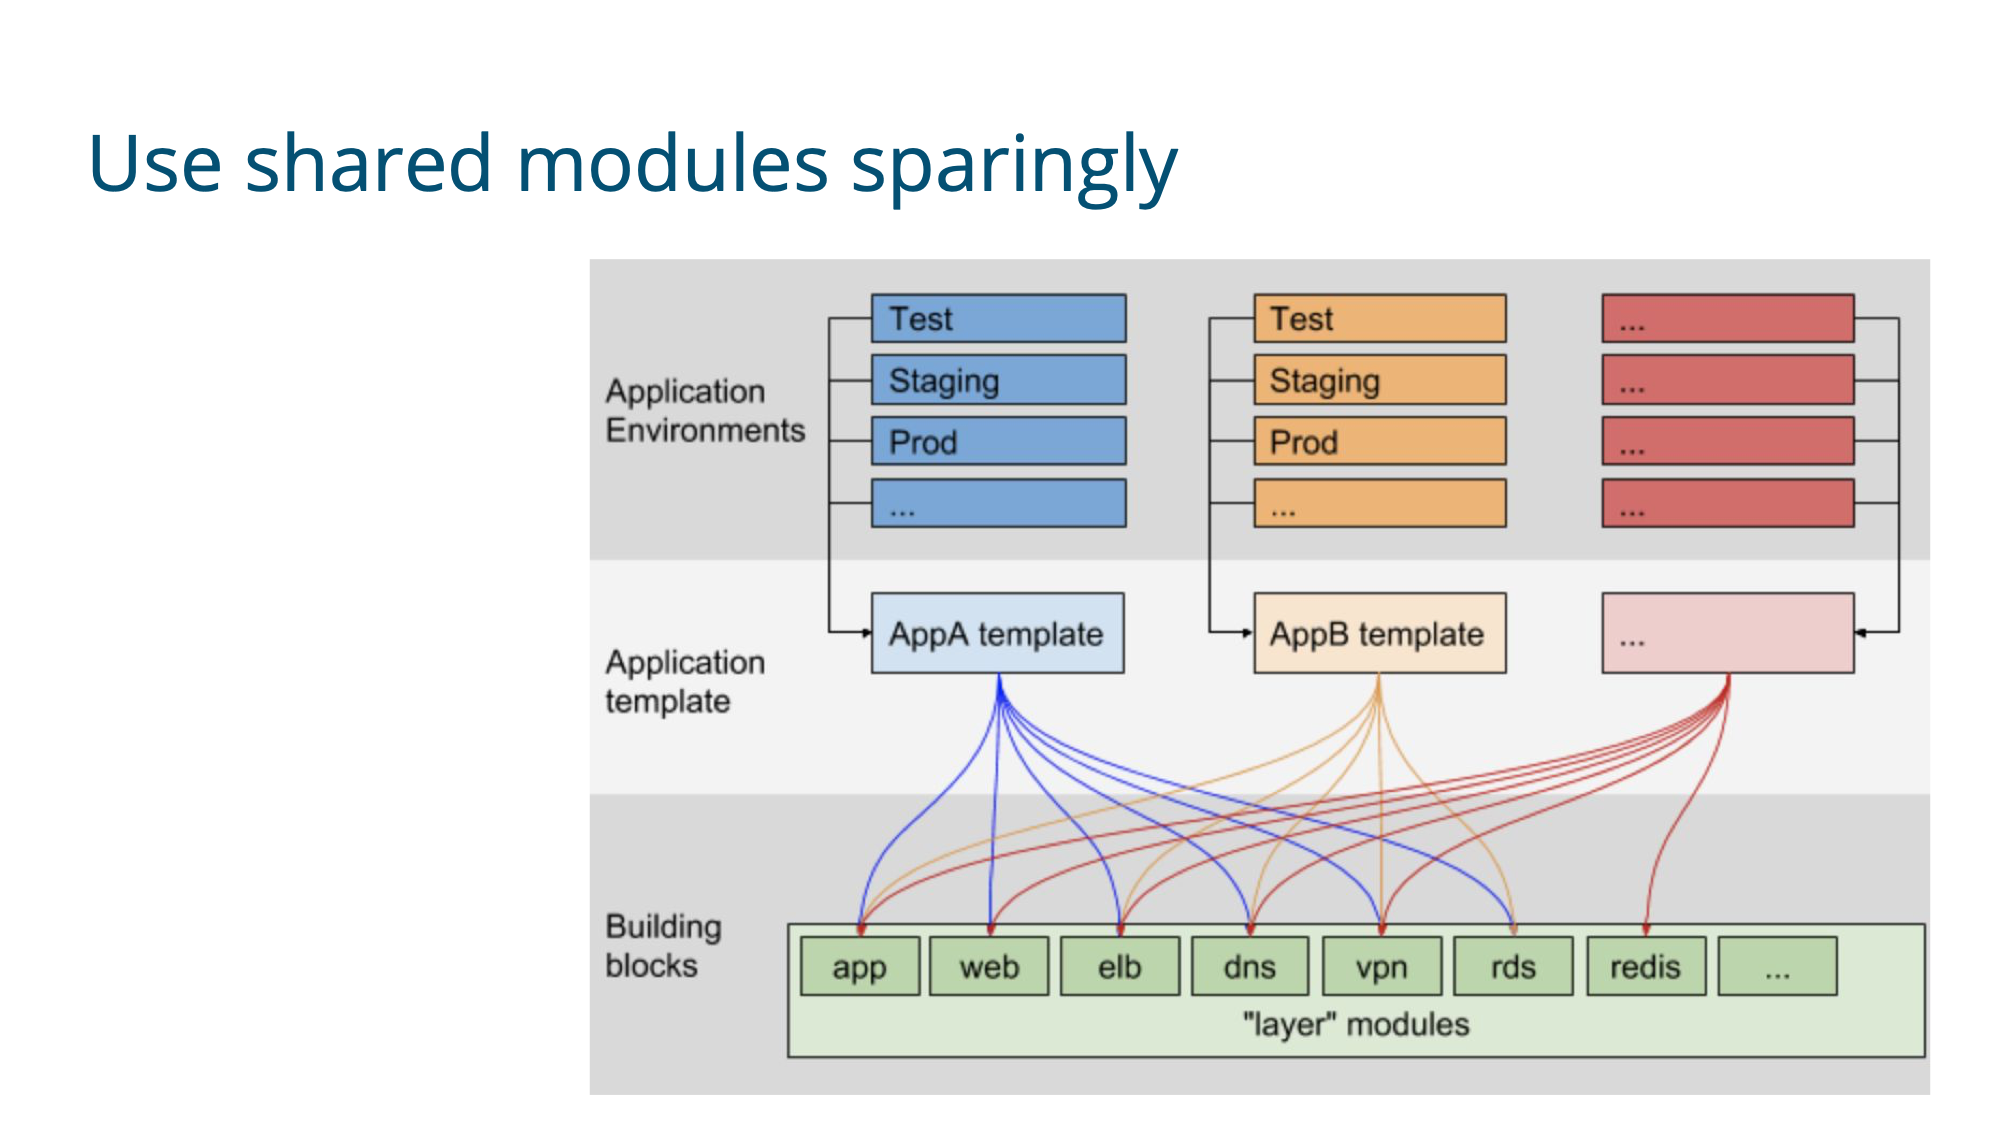 Use shared modules sparingly
Application
Environments
Test
Staging
Prod
...
Test
Staging
Prod
...
...
...
...
...
Application
template
AppA template
AppB template
...
Building
blocks
app
web
elb
dns
vpn
rds
redis
...
"layer" modules